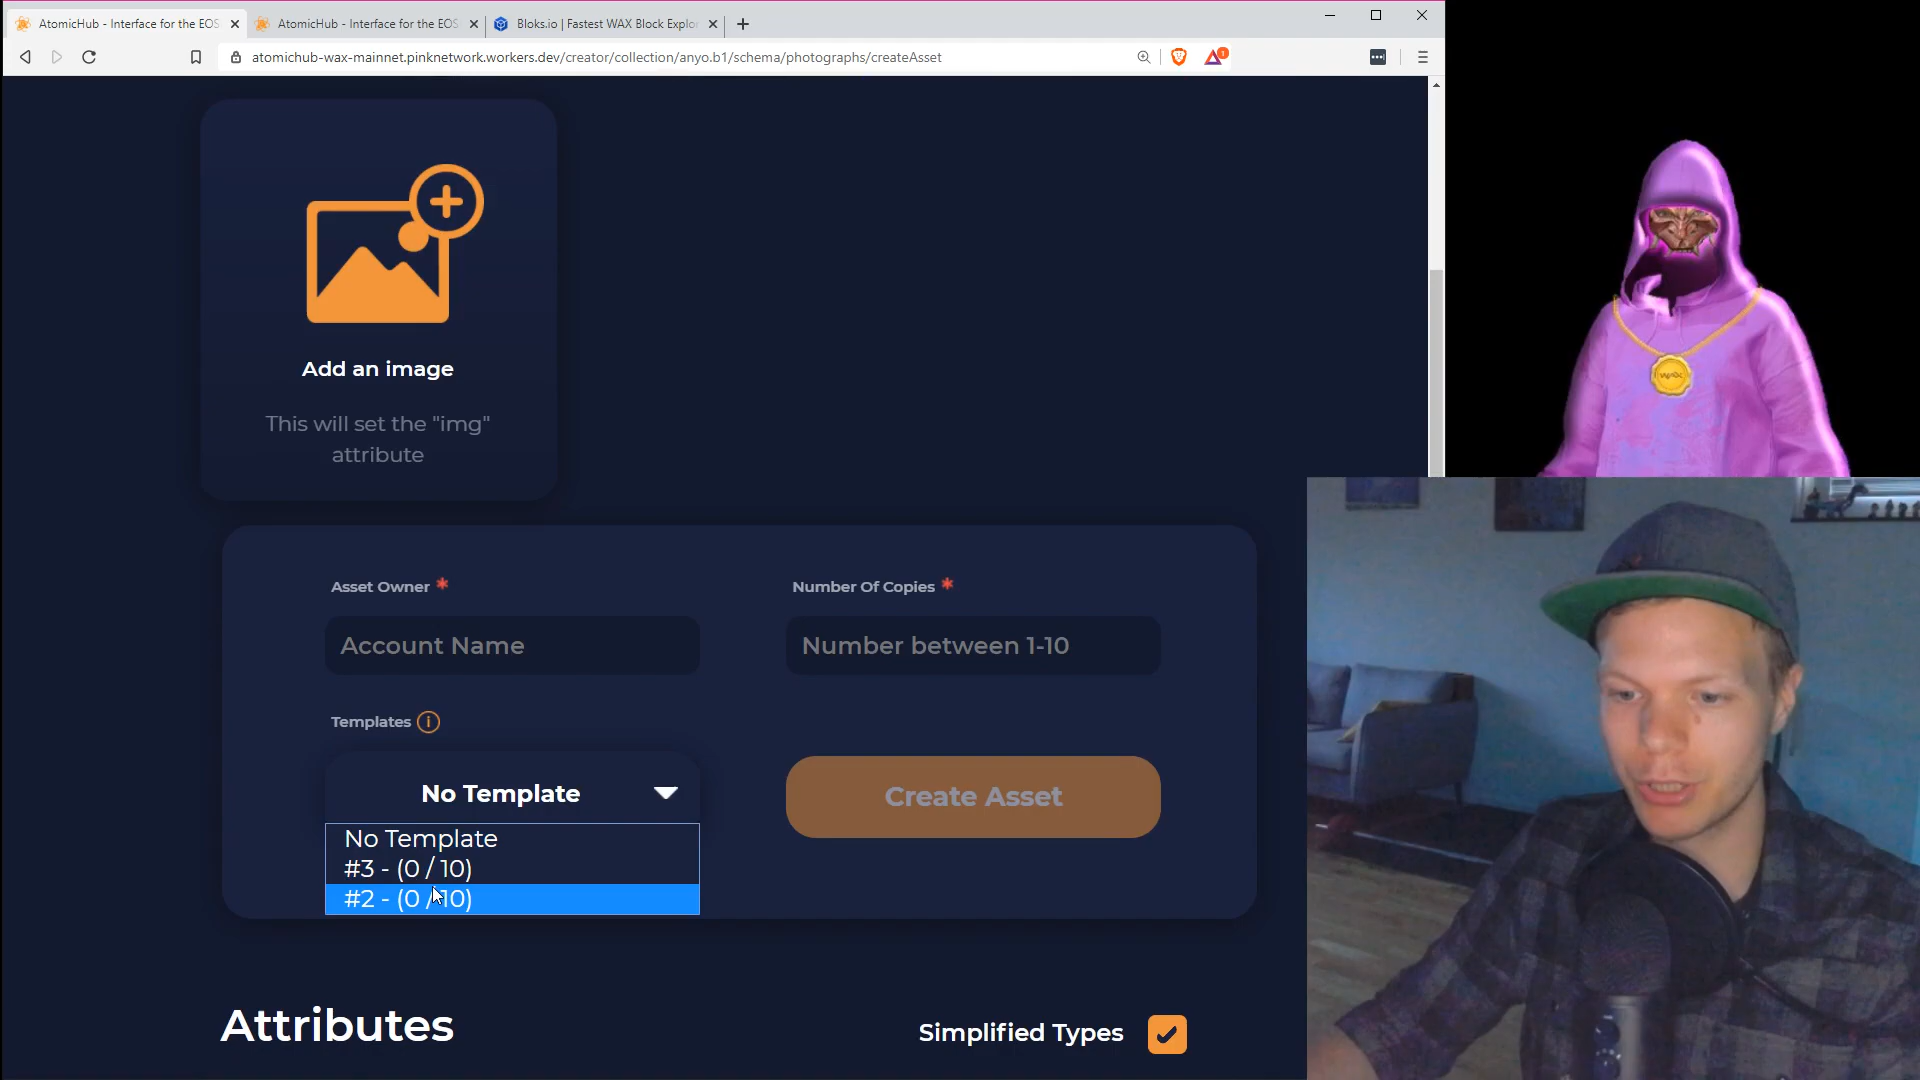 AtomicHub - Interface for the EOS
AtomicHub - Interface for the EOS
Bloks.io | Fastest WAX Block Explor
atomichub-wax-mainnet.pinknetwork.workers.dev/creator/collection/anyo.b1/schema/photographs/createAsset
1
Add an image
This will set the "img"
attribute
Asset Owner *
Number Of Copies *
Account Name
Number between 1-10
Templates i
No Template
Create Asset
No Template
#3 - (0 / 10)
#2 - (0 / 10)
Attributes
Simplified Types